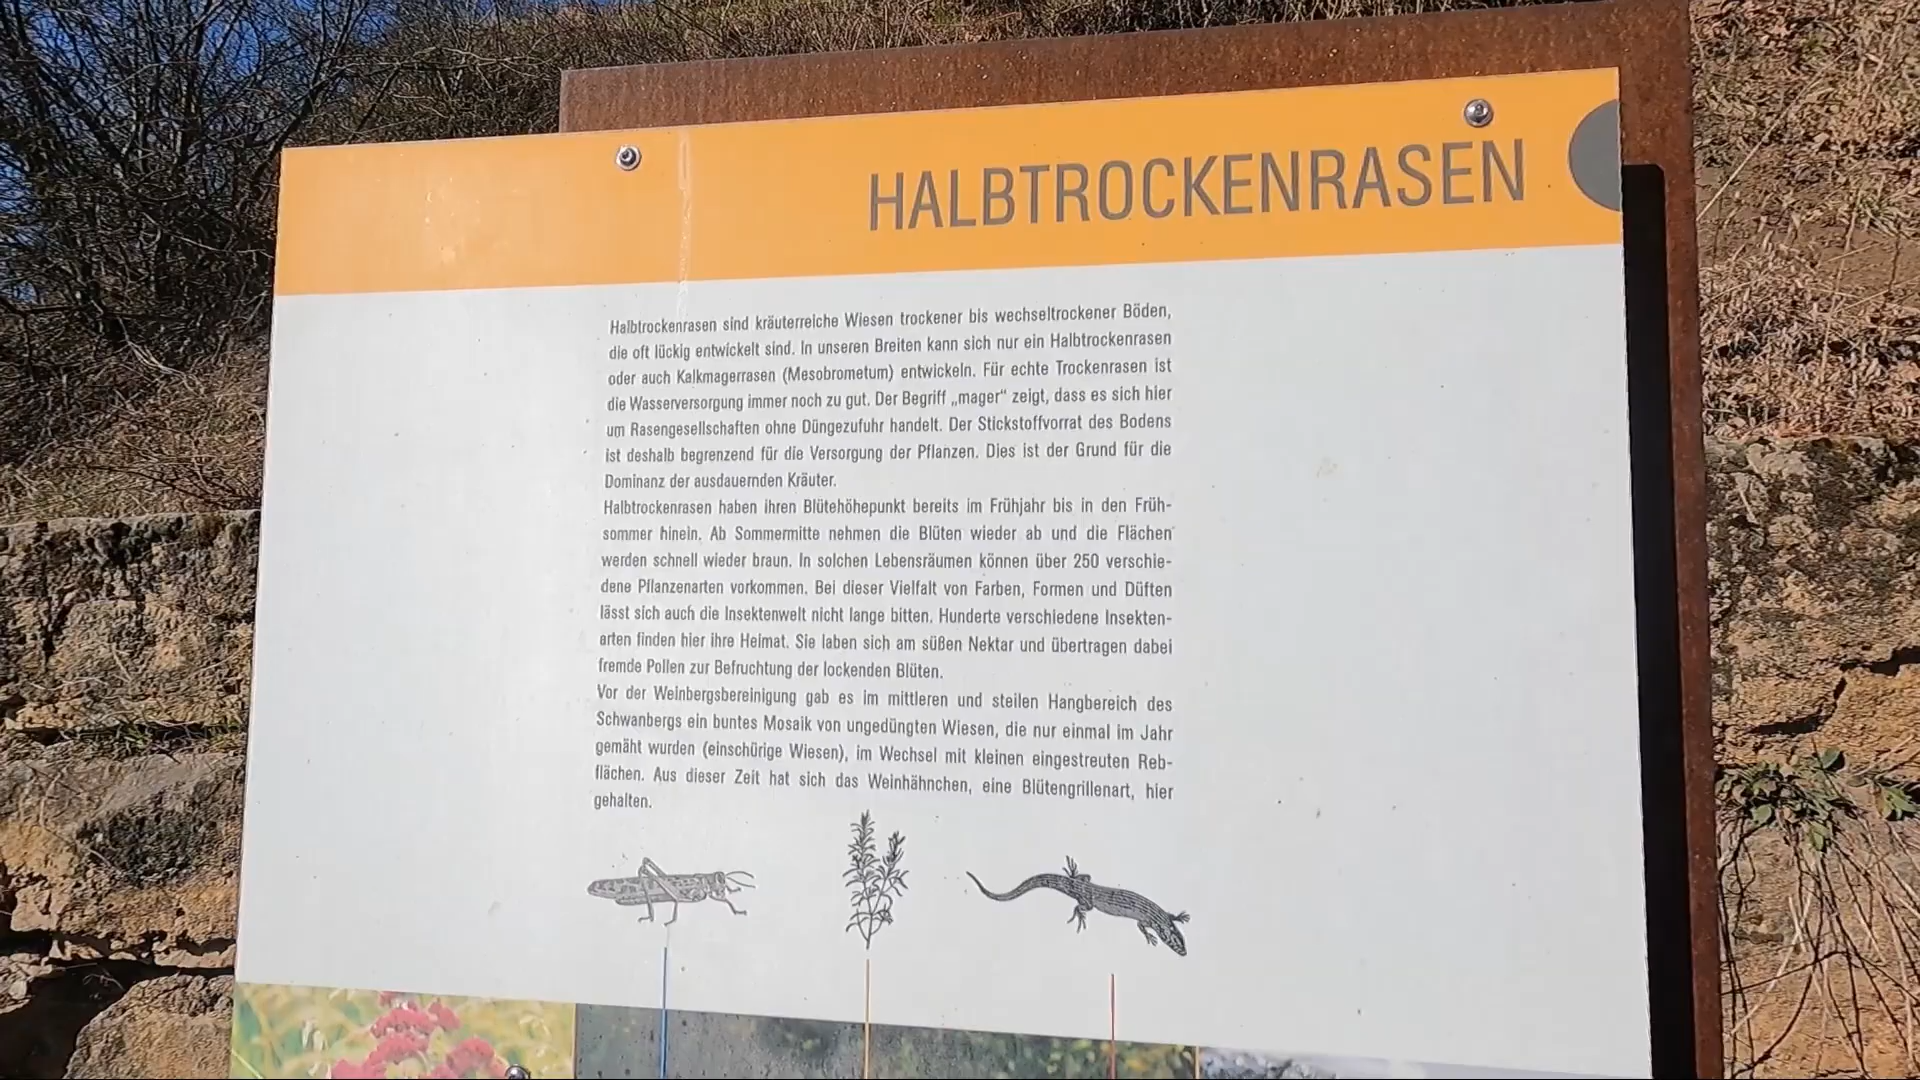 HALBTROCKENRASEN
Halbtrockenrasen sind kräuterreiche Wiesen trockener bis wechseltrockener Böden,
die oft lückig entwickelt sind. In unseren Breiten kann sich nur ein Halbtrockenrasen
oder auch Kalkmagerrasen (Mesobrometum) entwickeln. Für echte Trockenrasen ist
die Wasserversorgung immer noch zu gut. Der Begriff „mager" zeigt, dass es sich hier
um Rasengesellschaften ohne Düngezufuhr handelt. Der Stickstoffvorrat des Bodens
ist deshalb begrenzend für die Versorgung der Pflanzen. Dies ist der Grund für die
Dominanz der ausdauernden Kräuter.
Halbtrockenrasen haben ihren Blütehöhepunkt bereits im Frühjahr bis in den Früh-
sommer hinein. Ab Sommermitte nehmen die Blüten wieder ab und die Flächen
werden schnell wieder braun. In solchen Lebensräumen können über 250 verschie-
dene Pflanzenarten vorkommen. Bei dieser Vielfalt von Farben, Formen und Düften
lässt sich auch die Insektenwelt nicht lange bitten. Hunderte verschiedene Insekten-
arten finden hier ihre Heimat. Sie laben sich am süßen Nektar und übertragen dabei
fremde Pollen zur Befruchtung der lockenden Blüten.
Vor der Weinbergsbereinigung gab es im mittleren und steilen Hangbereich des
Schwanbergs ein buntes Mosaik von ungedüngten Wiesen, die nur einmal im Jahr
gemäht wurden (einschürige Wiesen), im Wechsel mit kleinen eingestreuten Reb-
flächen. Aus dieser Zeit hat sich das Weinhähnchen, eine Blütengrillenart, hier
gehalten.